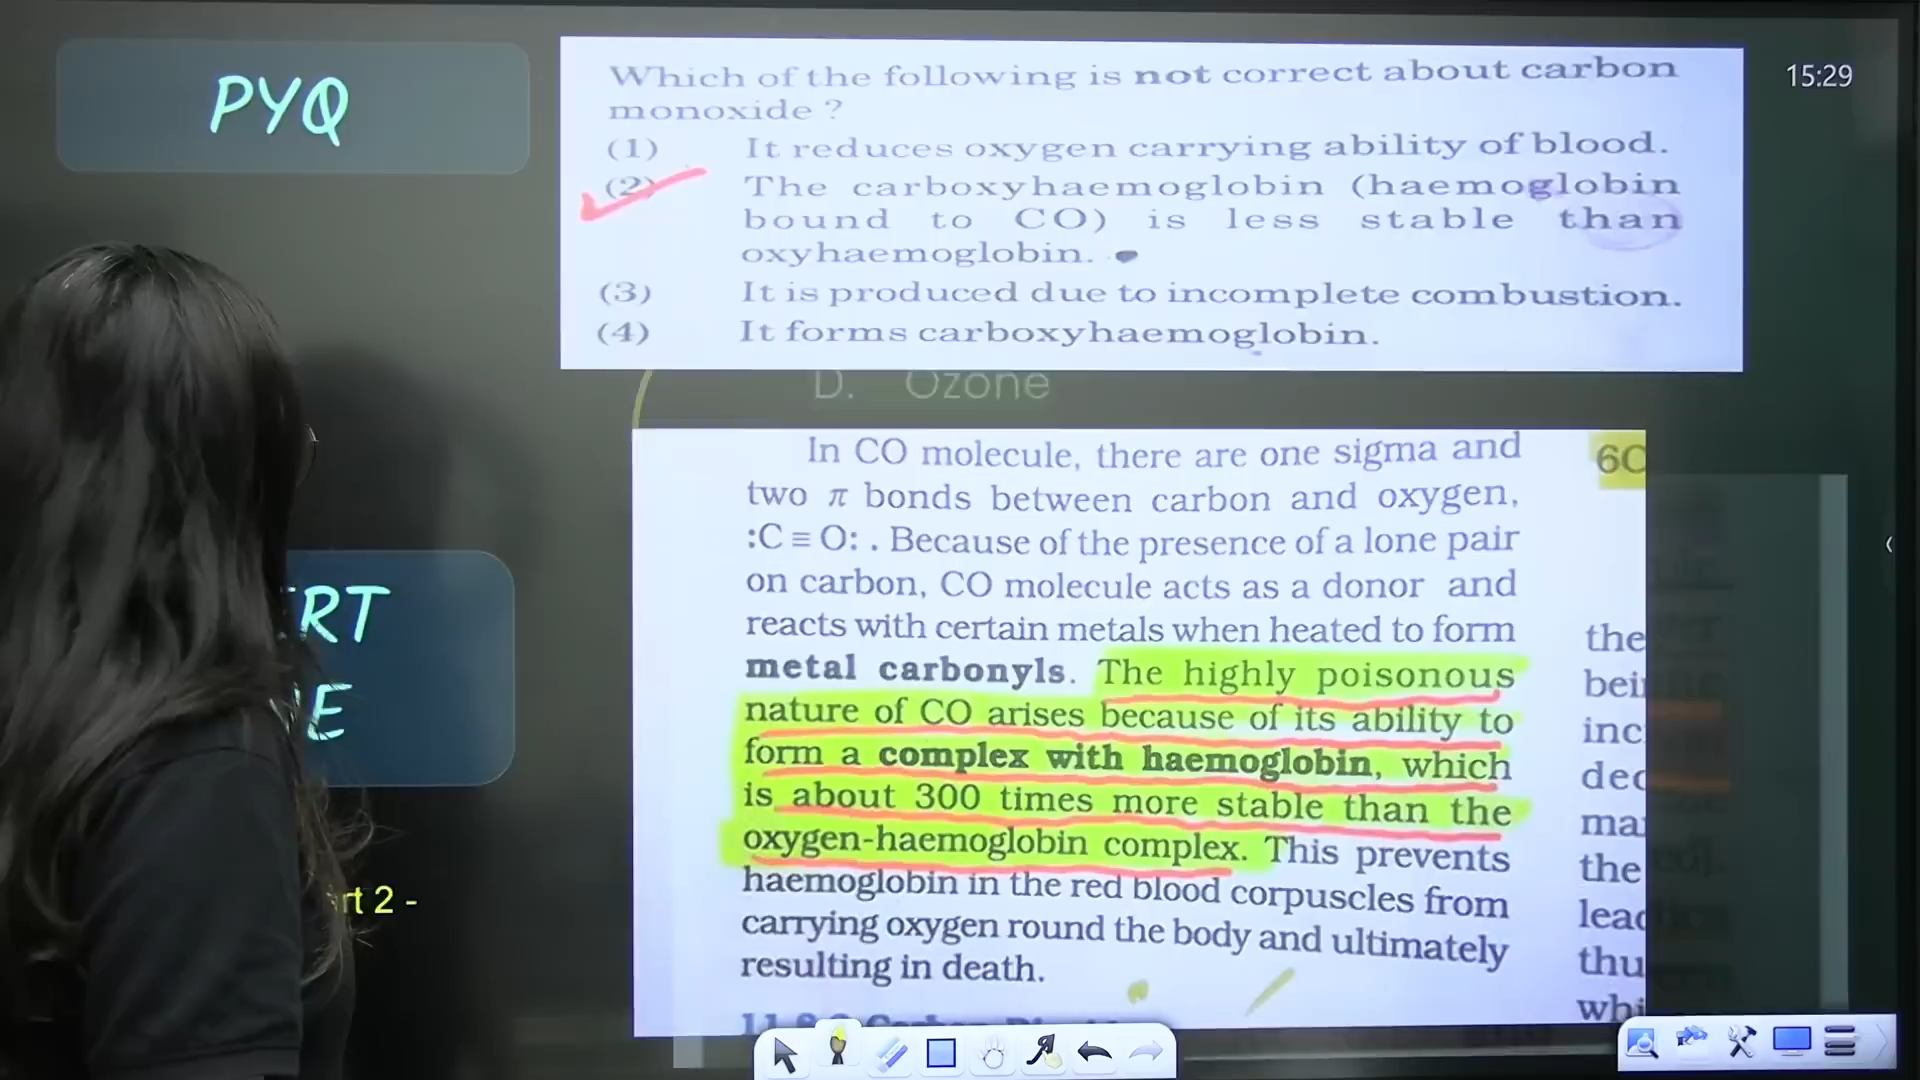 PYQ
15:29
Which of the following is not correct about carbon
monoxide ?
(1) It reduces oxygen carrying ability of blood.
(2) The carboxyhaemoglobin (haemoglobin
bound to CO) is less stable than
oxyhaemoglobin.
(3) It is produced due to incomplete combustion.
(4) It forms carboxyhaemoglobin.
D. Ozone
In CO molecule, there are one sigma and
two π bonds between carbon and oxygen,
:C≡O: . Because of the presence of a lone pair
on carbon, CO molecule acts as a donor and
reacts with certain metals when heated to form
metal carbonyls. The highly poisonous
nature of CO arises because of its ability to
form a complex with haemoglobin, which
is about 300 times more stable than the
oxygen-haemoglobin complex. This prevents
haemoglobin in the red blood corpuscles from
carrying oxygen round the body and ultimately
resulting in death.
6C
the
bei
inc
dec
ma
the
lead
thu
whi
RT
E
rt 2 -